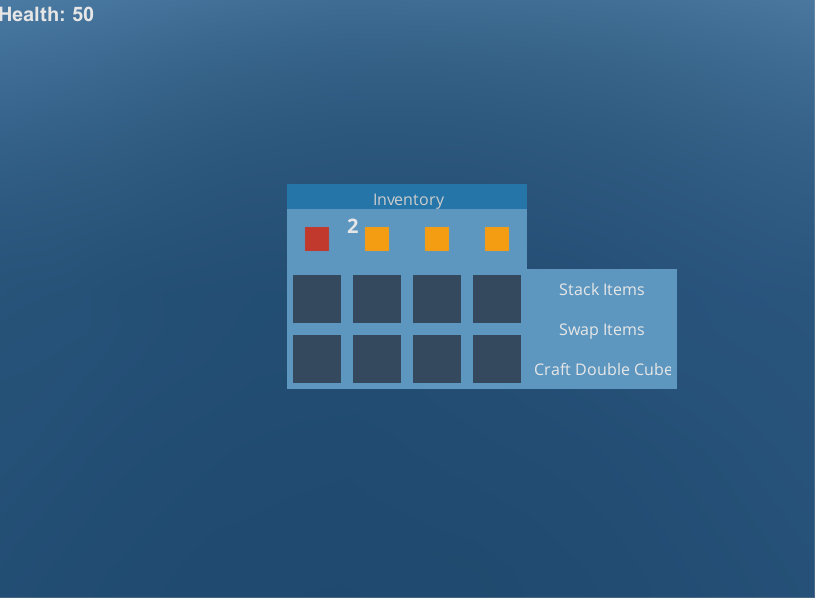 Health: 50
Inventory
2
Stack Items
Swap Items
Craft Double Cube